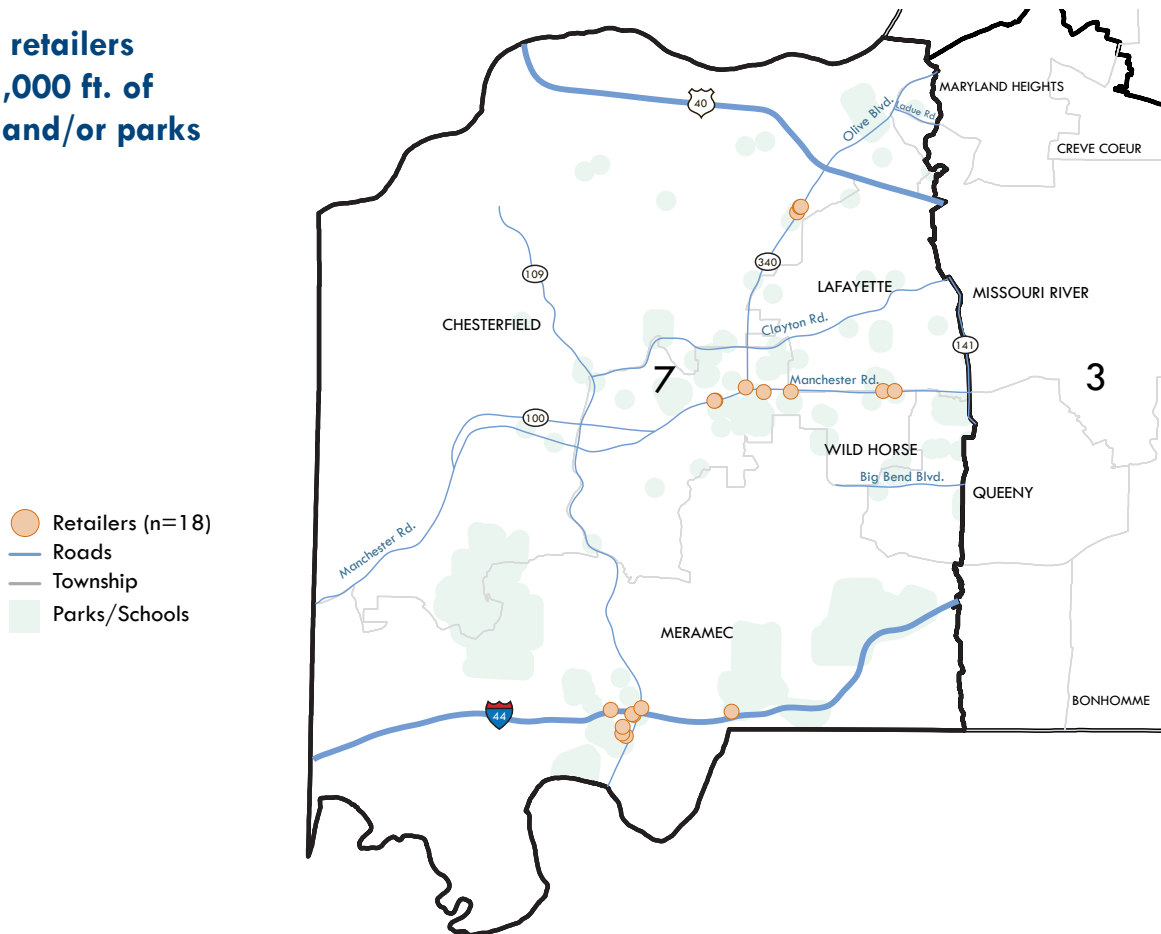 retailers
,000 ft. of
and/or parks
40
MARYLAND HEIGHTS
Olive Blvd.
Ladue Rd.
CREVE COEUR
109
340
LAFAYETTE
MISSOURI RIVER
CHESTERFIELD
Clayton Rd.
141
7
Manchester Rd.
3
100
WILD HORSE
Big Bend Blvd.
QUEENY
Retailers (n=18)
Roads
Township
Parks/Schools
Manchester Rd.
MERAMEC
44
BONHOMME